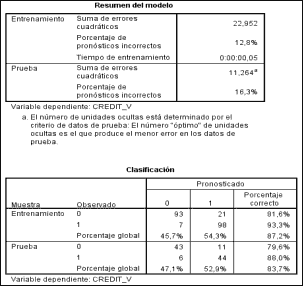 Resumen del modelo
Entrenamiento Suma de errores cuadráticos 22,952
Porcentaje de pronósticos incorrectos 12,8%
Tiempo de entrenamiento 0:00:00,05
Prueba Suma de errores cuadráticos 11,264a
Porcentaje de pronósticos incorrectos 16,3%
Variable dependiente: CREDIT_V
a. El número de unidades ocultas está determinado por el
criterio de datos de prueba: El número "óptimo" de unidades
ocultas es el que produce el menor error en los datos de
prueba.
Clasificación
Pronosticado
Muestra Observado 0 1 Porcentaje correcto
Entrenamiento 0 93 21 81,6%
1 7 98 93,3%
Porcentaje global 45,7% 54,3% 87,2%
Prueba 0 43 11 79,6%
1 6 44 88,0%
Porcentaje global 47,1% 52,9% 83,7%
Variable dependiente: CREDIT_V